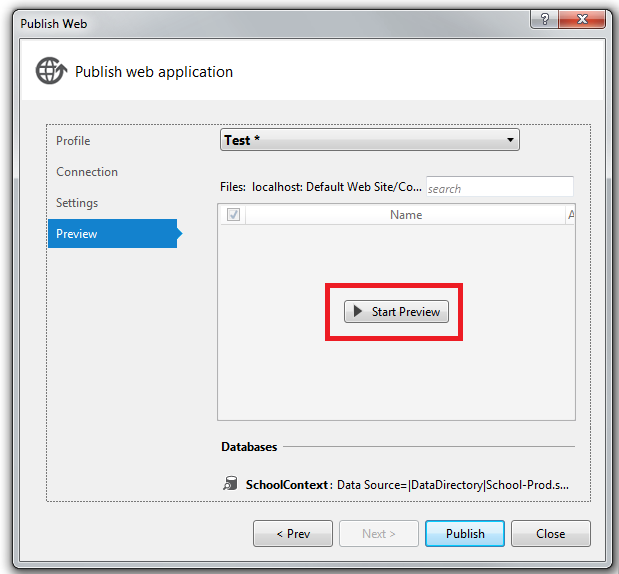 Publish Web
?
Publish web application
Profile
Connection
Settings
Preview
Test *
Files: localhost: Default Web Site/Co... search
Name A
Start Preview
Databases
SchoolContext: Data Source=|DataDirectory|School-Prod.s...
< Prev Next > Publish Close